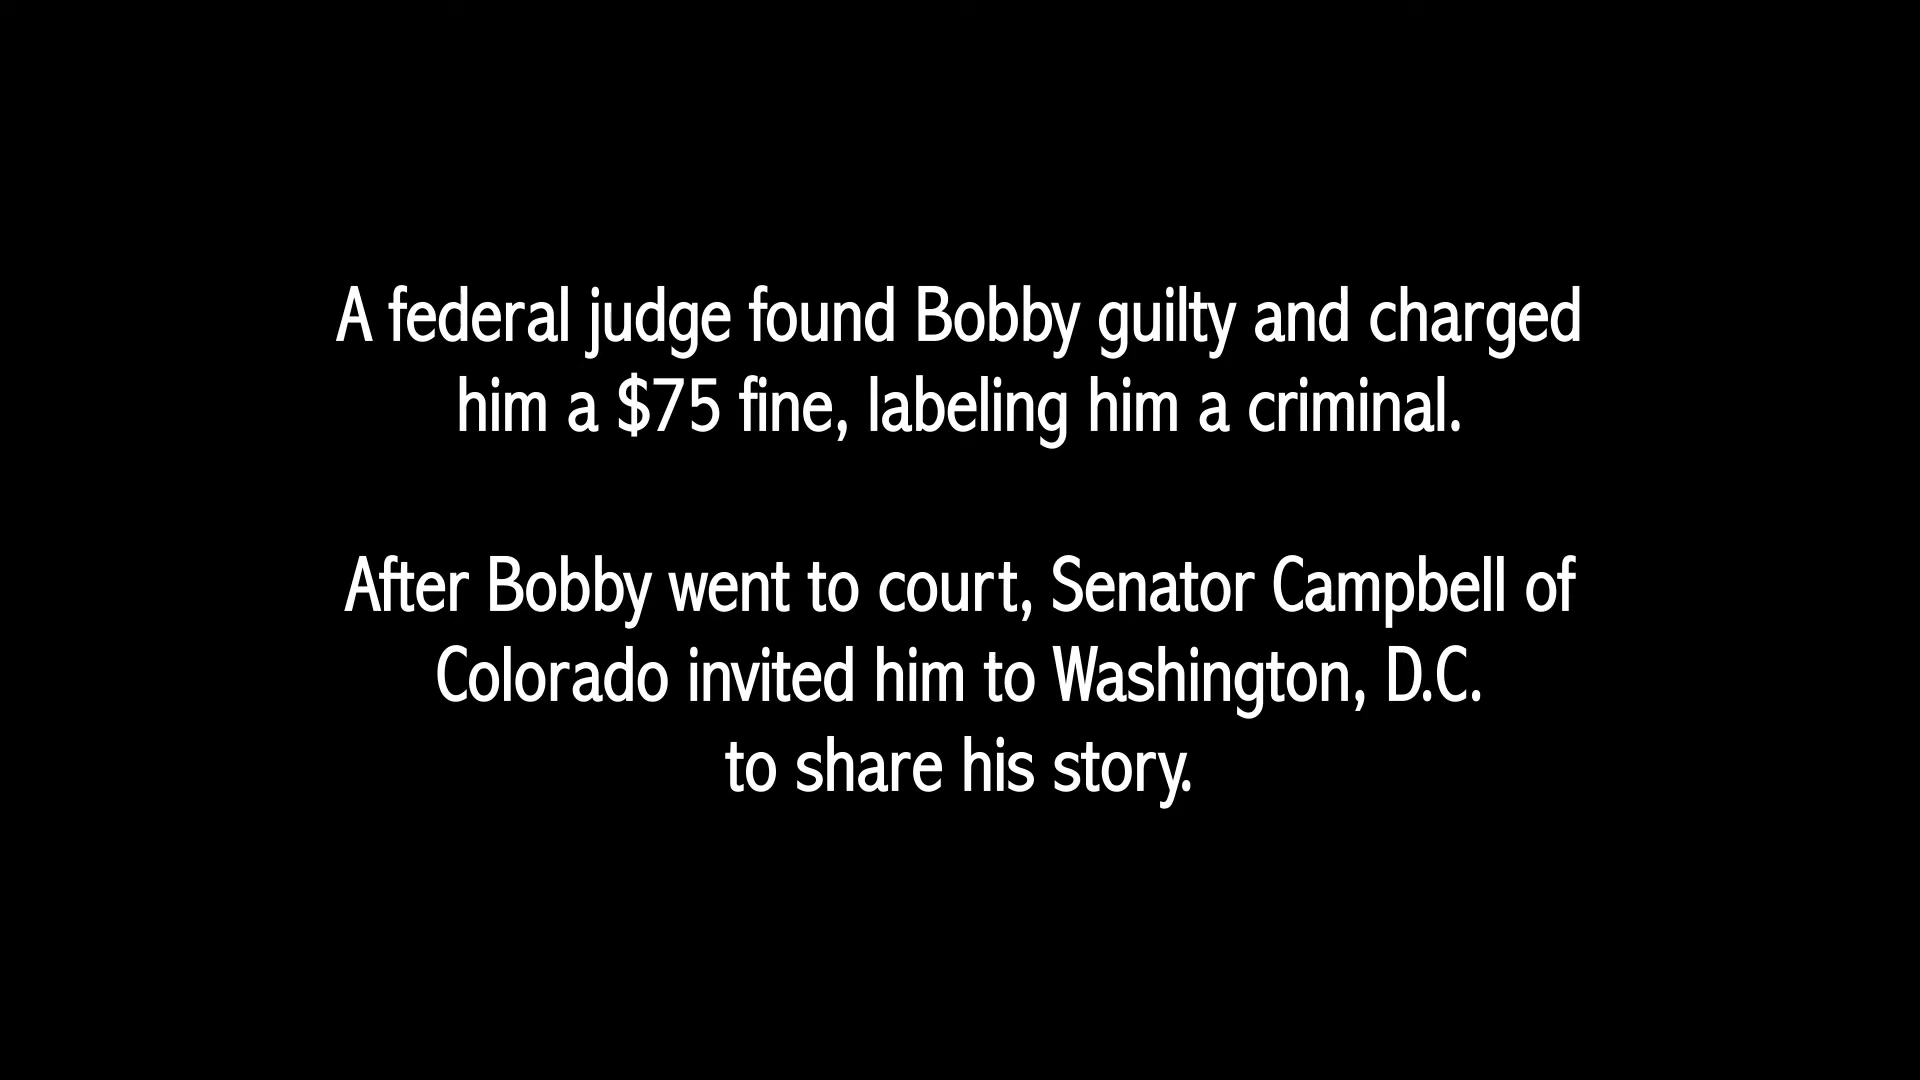 A federal judge found Bobby guilty and charged
him a $75 fine, labeling him a criminal.
After Bobby went to court, Senator Campbell of
Colorado invited him to Washington, D.C.
to share his story.